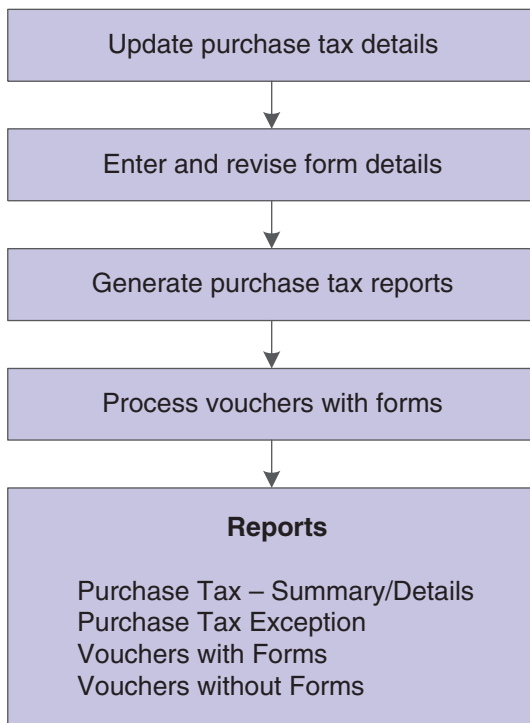 Update purchase tax details
Enter and revise form details
Generate purchase tax reports
Process vouchers with forms
Reports
Purchase Tax – Summary/Details
Purchase Tax Exception
Vouchers with Forms
Vouchers without Forms